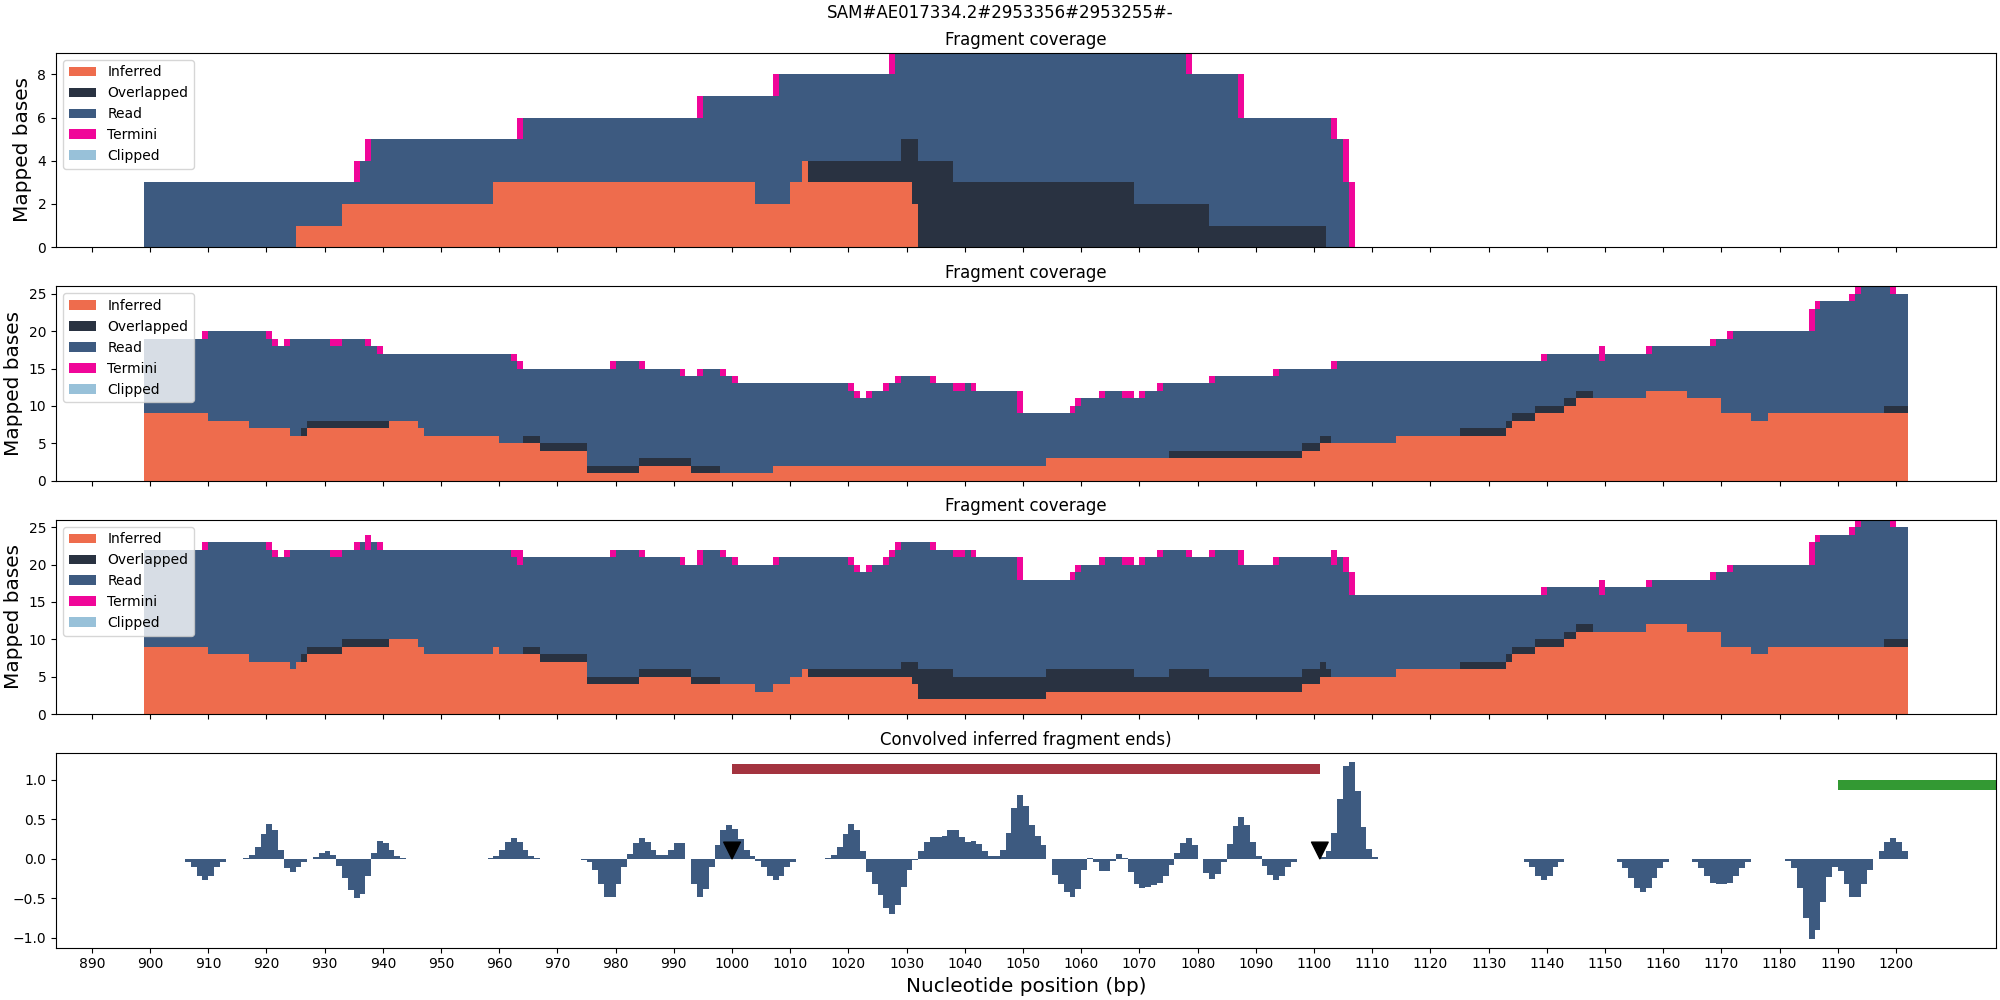 SAM#AE017334.2#2953356#2953255#-
Fragment coverage
Mapped bases
8
6
4
2
0
Inferred
Overlapped
Read
Termini
Clipped
Fragment coverage
Mapped bases
25
20
15
10
5
0
Inferred
Overlapped
Read
Termini
Clipped
Fragment coverage
Mapped bases
25
20
15
10
5
0
Inferred
Overlapped
Read
Termini
Clipped
Convolved inferred fragment ends)
1.0
0.5
0.0
−0.5
−1.0
890 900 910 920 930 940 950 960 970 980 990 1000 1010 1020 1030 1040 1050 1060 1070 1080 1090 1100 1110 1120 1130 1140 1150 1160 1170 1180 1190 1200
Nucleotide position (bp)